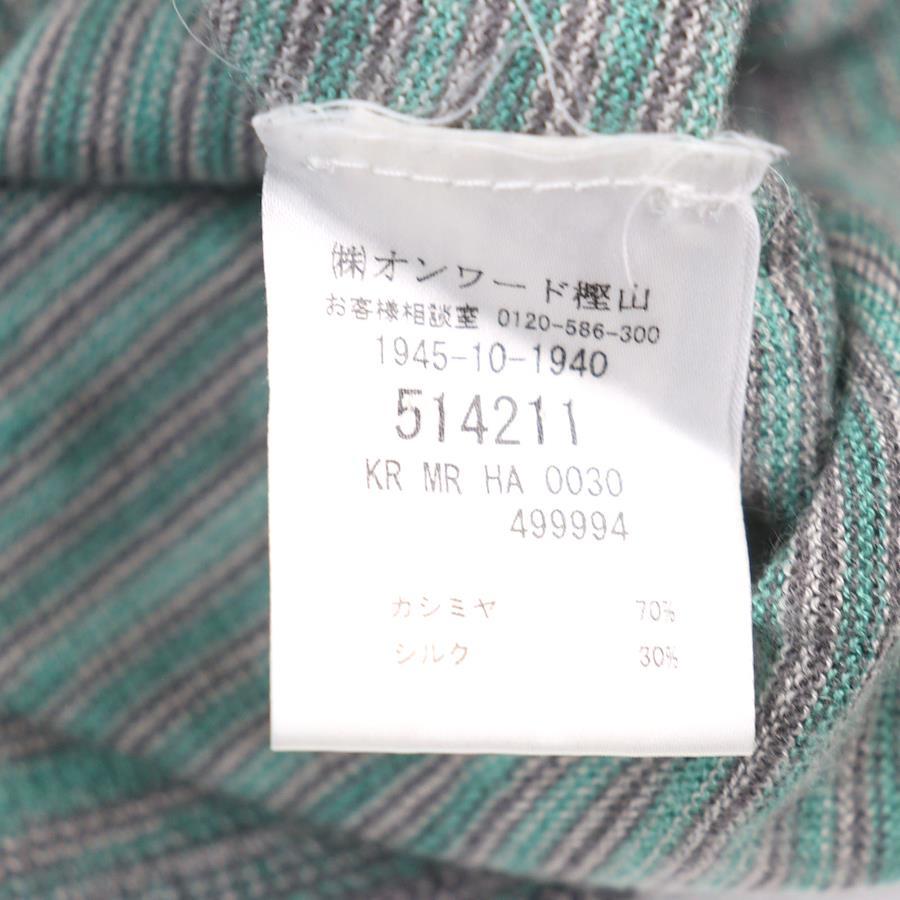 ㈱オンワード樫山
お客様相談室 0120-586-300
1945-10-1940
514211
KR MR HA 0030
499994
カシミヤ 70%
シルク 30%